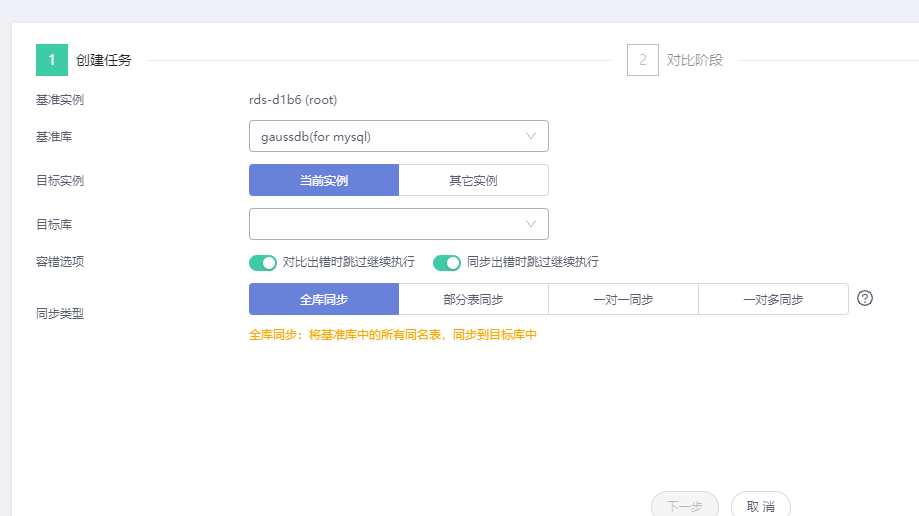 1 创建任务 2 对比阶段
基准实例 rds-d1b6 (root)
基准库 gaussdb(for mysql)
目标实例 当前实例 其它实例
目标库
容错选项 对比出错时跳过继续执行 同步出错时跳过继续执行
同步类型 全库同步 部分表同步 一对一同步 一对多同步 ?
全库同步：将基准库中的所有同名表，同步到目标库中
下一步 取 消